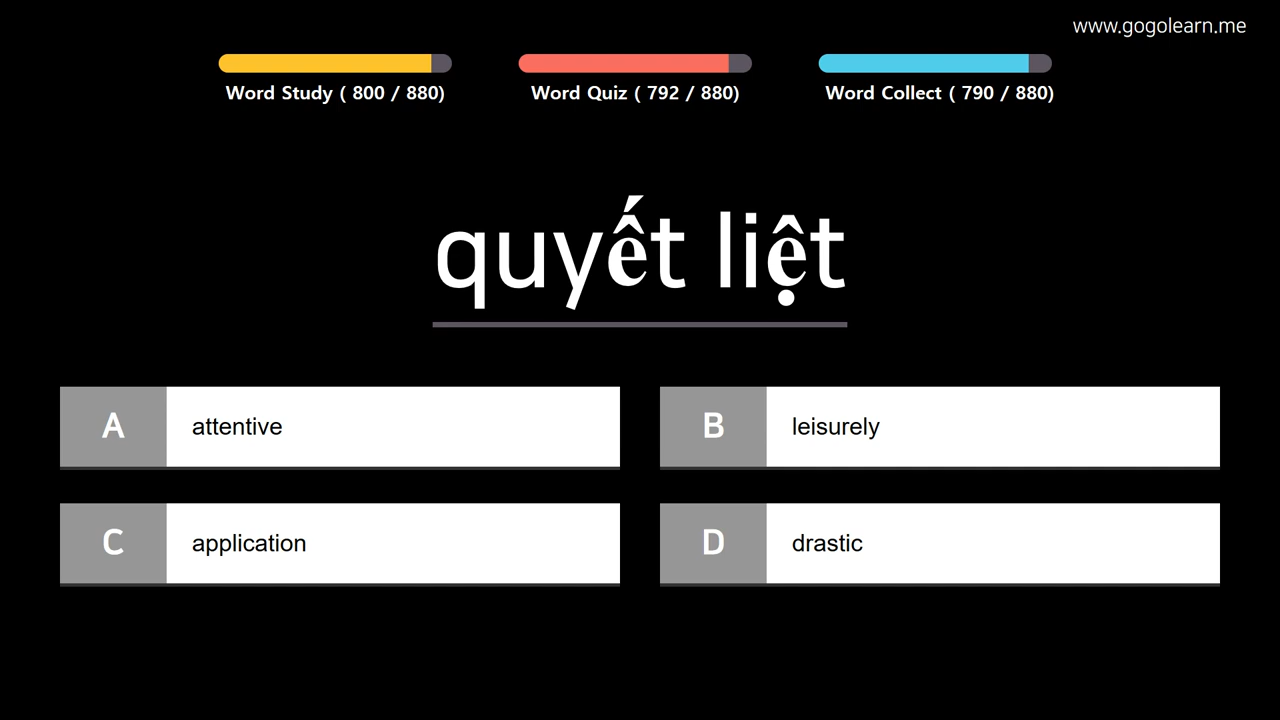 www.gogolearn.me
Word Study ( 800 / 880)
Word Quiz ( 792 / 880)
Word Collect ( 790 / 880)
quyết liệt
A attentive
B leisurely
C application
D drastic